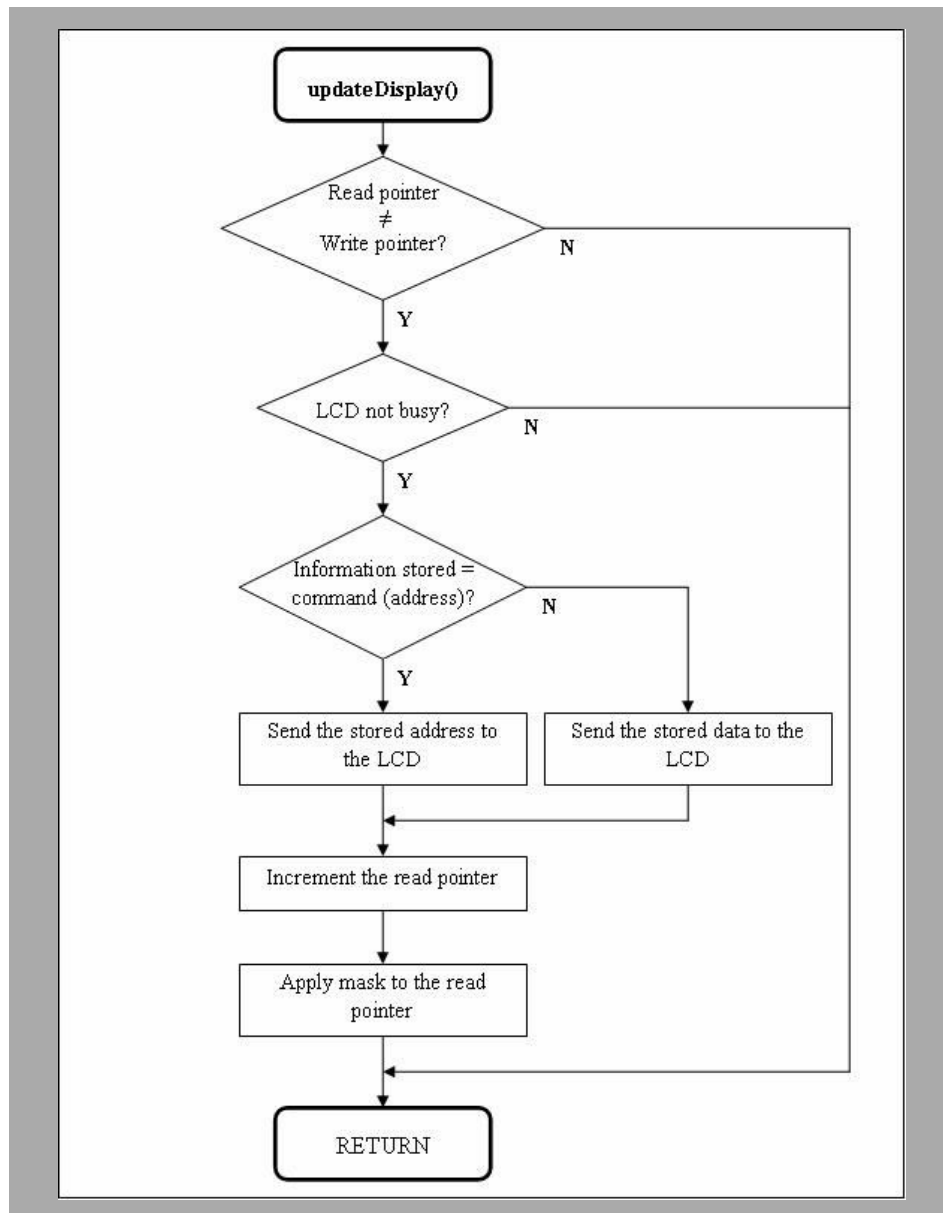 updateDisplay()
Read pointer
≠
Write pointer?
N
Y
LCD not busy?
N
Y
Information stored =
command (address)?
N
Y
Send the stored address to
the LCD
Send the stored data to the
LCD
Increment the read pointer
Apply mask to the read
pointer
RETURN